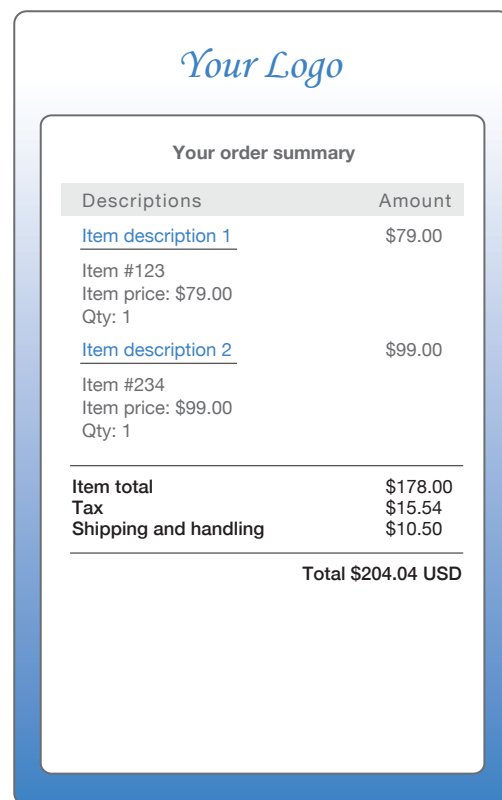 Your Logo
Your order summary
Descriptions Amount
Item description 1 $79.00
Item #123
Item price: $79.00
Qty: 1
Item description 2 $99.00
Item #234
Item price: $99.00
Qty: 1
Item total $178.00
Tax $15.54
Shipping and handling $10.50
Total $204.04 USD